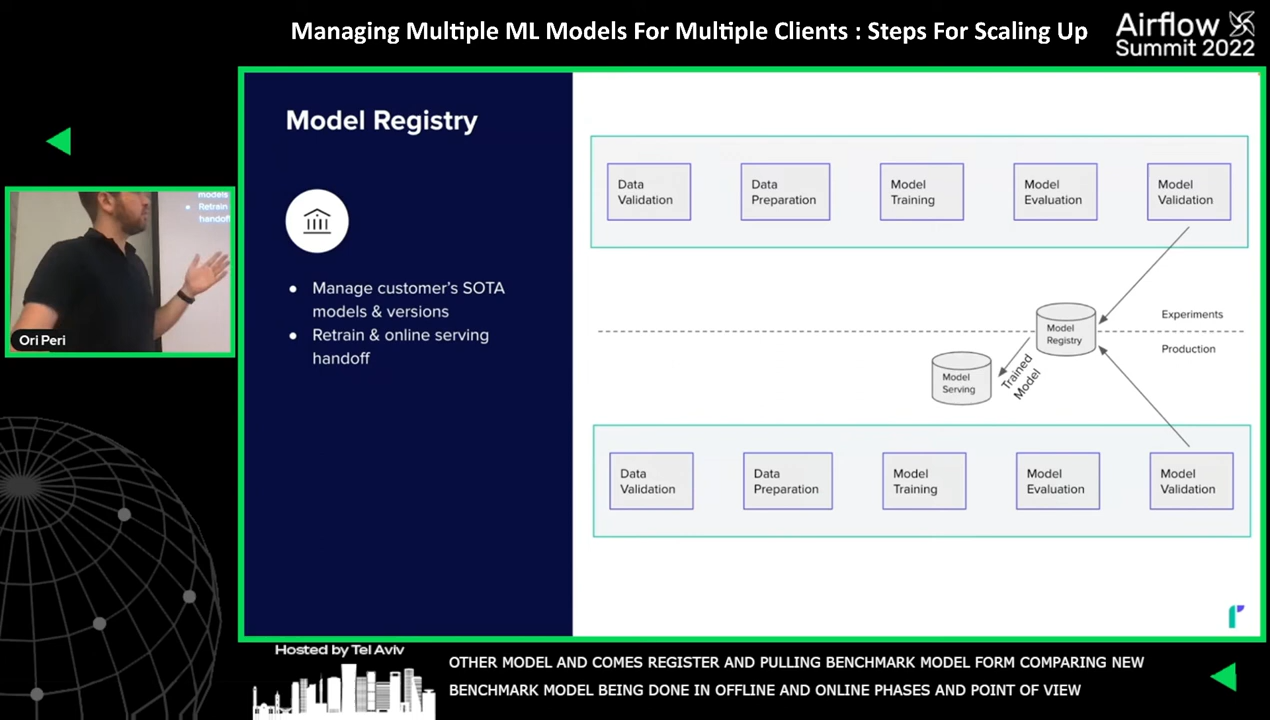 Managing Multiple ML Models For Multiple Clients : Steps For Scaling Up
Airflow
Summit 2022
Model Registry
Manage customer's SOTA
models & versions
Retrain & online serving
handoff
Data
Validation
Data
Preparation
Model
Training
Model
Evaluation
Model
Validation
Experiments
Model
Registry
Production
Trained
Model
Model
Serving
Data
Validation
Data
Preparation
Model
Training
Model
Evaluation
Model
Validation
models
Retrain
handoff
Ori Peri
Hosted by Tel Aviv
OTHER MODEL AND COMES REGISTER AND PULLING BENCHMARK MODEL FORM COMPARING NEW
BENCHMARK MODEL BEING DONE IN OFFLINE AND ONLINE PHASES AND POINT OF VIEW